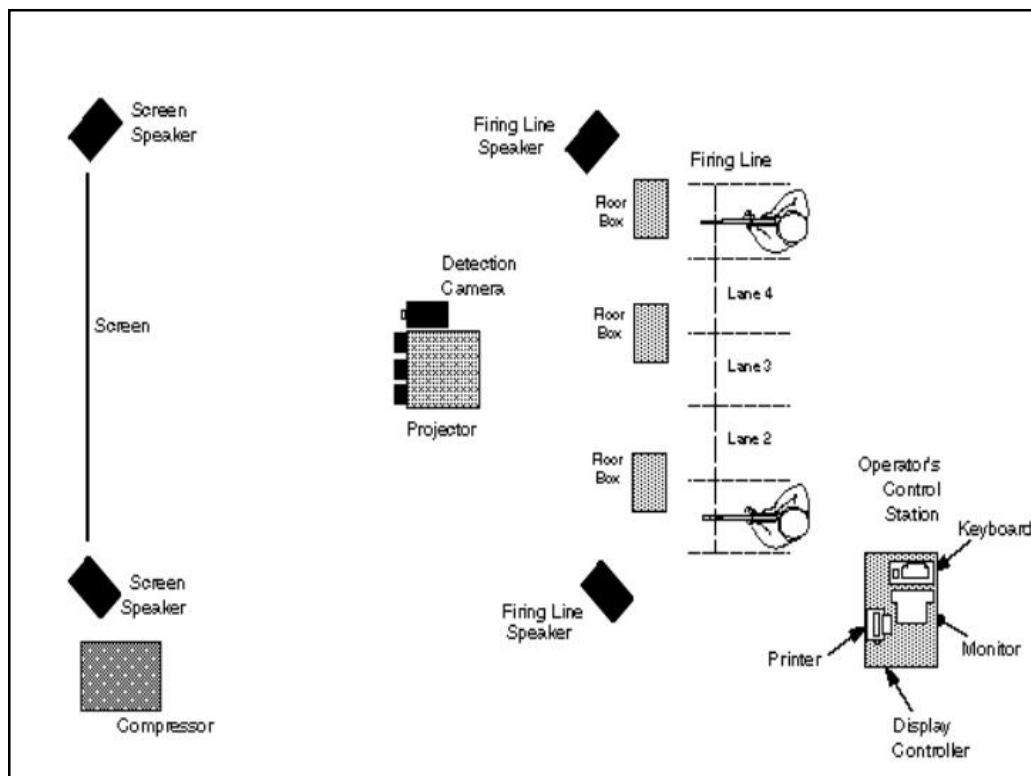 Screen
Speaker
Firing Line
Speaker
Firing Line
Floor
Box
Detection
Camera
Lane 4
Floor
Box
Screen
Lane 3
Projector
Lane 2
Floor
Box
Operator's
Control
Station
Keyboard
Screen
Speaker
Firing Line
Speaker
Printer
Monitor
Compressor
Display
Controller